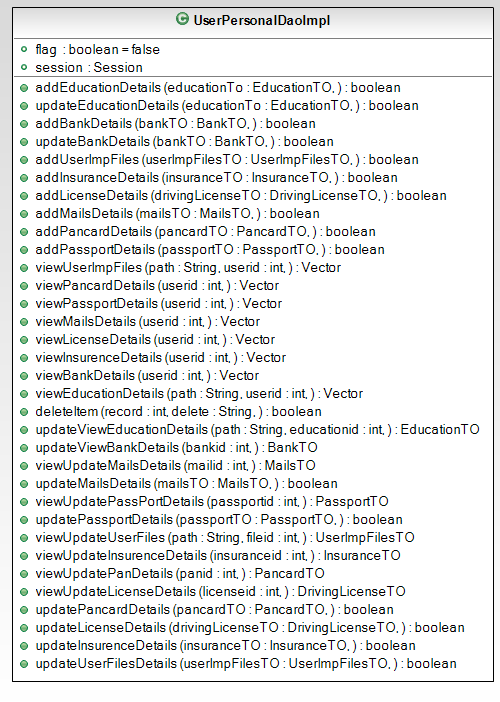 UserPersonalDaoImpl
flag : boolean = false
session : Session
addEducationDetails (educationTo : EducationTO, ) : boolean
updateEducationDetails (educationTo : EducationTO, ) : boolean
addBankDetails (bankTO : BankTO, ) : boolean
updateBankDetails (bankTO : BankTO, ) : boolean
addUserImpFiles (userImpFilesTO : UserImpFilesTO, ) : boolean
addInsuranceDetails (insuranceTO : InsuranceTO, ) : boolean
addLicenseDetails (drivingLicenseTO : DrivingLicenseTO, ) : boolean
addMailsDetails (mailsTO : MailsTO, ) : boolean
addPancardDetails (pancardTO : PancardTO, ) : boolean
addPassportDetails (passportTO : PassportTO, ) : boolean
viewUserImpFiles (path : String, userid : int, ) : Vector
viewPancardDetails (userid : int, ) : Vector
viewPassportDetails (userid : int, ) : Vector
viewMailsDetails (userid : int, ) : Vector
viewLicenseDetails (userid : int, ) : Vector
viewInsurenceDetails (userid : int, ) : Vector
viewBankDetails (userid : int, ) : Vector
viewEducationDetails (path : String, userid : int, ) : Vector
deleteItem (record : int, delete : String, ) : boolean
updateViewEducationDetails (path : String, educationid : int, ) : EducationTO
updateViewBankDetails (bankid : int, ) : BankTO
viewUpdateMailsDetails (mailid : int, ) : MailsTO
updateMailsDetails (mailsTO : MailsTO, ) : boolean
viewUpdatePassPortDetails (passportid : int, ) : PassportTO
updatePassportDetails (passportTO : PassportTO, ) : boolean
viewUpdateUserFiles (path : String, fileid : int, ) : UserImpFilesTO
viewUpdateInsurenceDetails (insuranceid : int, ) : InsuranceTO
viewUpdatePanDetails (panid : int, ) : PancardTO
viewUpdateLicenseDetails (licenseid : int, ) : DrivingLicenseTO
updatePancardDetails (pancardTO : PancardTO, ) : boolean
updateLicenseDetails (drivingLicenseTO : DrivingLicenseTO, ) : boolean
updateInsurenceDetails (insuranceTO : InsuranceTO, ) : boolean
updateUserFilesDetails (userImpFilesTO : UserImpFilesTO, ) : boolean